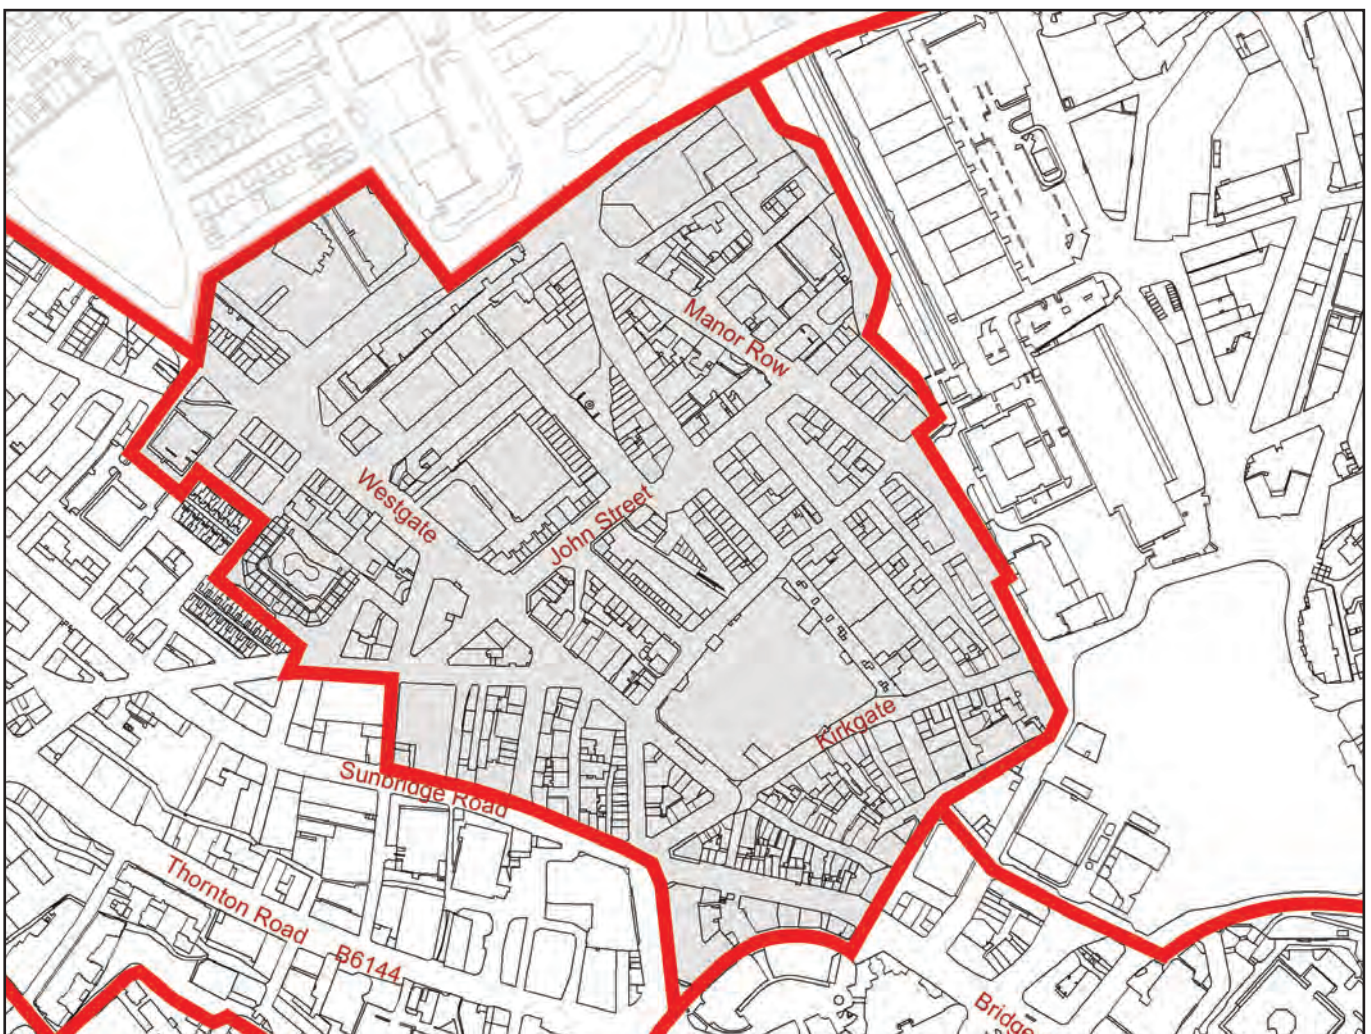 Manor Row
Westgate
John Street
Kirkgate
Sunbridge Road
Thornton Road
B6144
Bridge